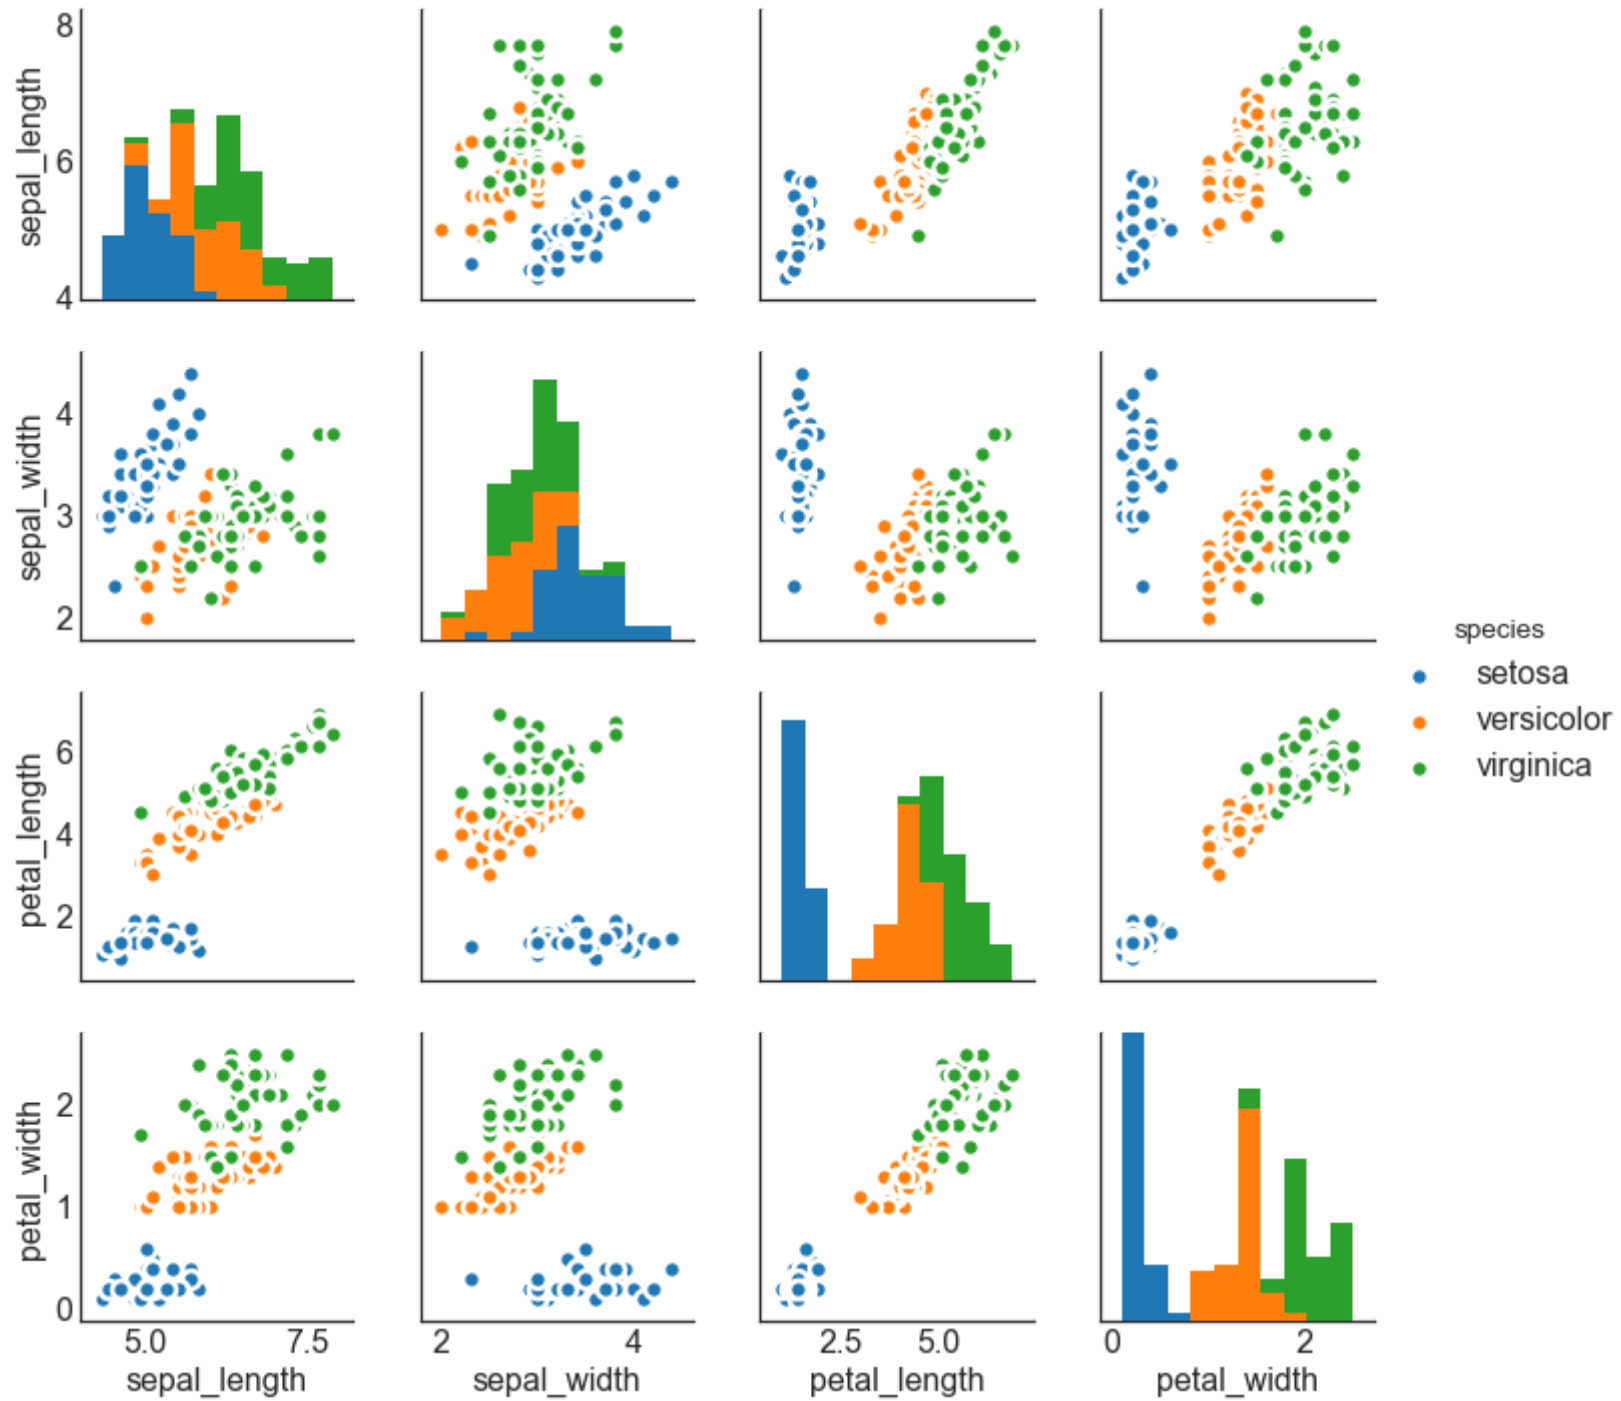 sepal_length
8
6
4
sepal_width
4
3
2
petal_length
6
4
2
petal_width
2
1
0
5.0 7.5
sepal_length
2 4
sepal_width
2.5 5.0
petal_length
0 2
petal_width
species
setosa
versicolor
virginica